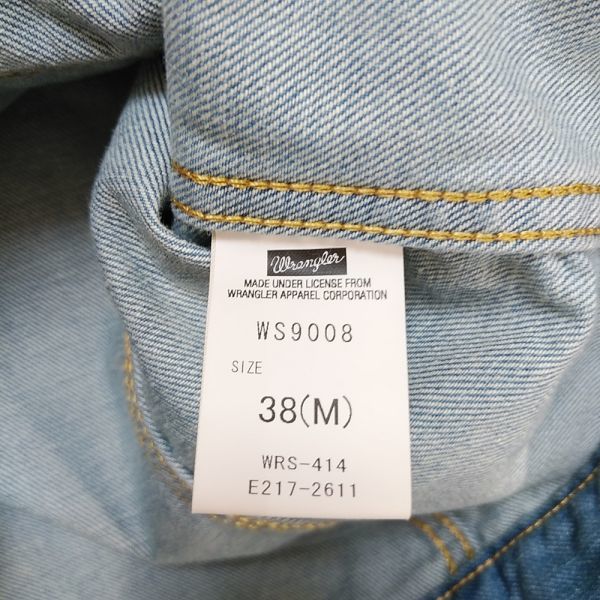 Wrangler
MADE UNDER LICENSE FROM
WRANGLER APPAREL CORPORATION
WS9008
SIZE
38(M)
WRS-414
E217-2611